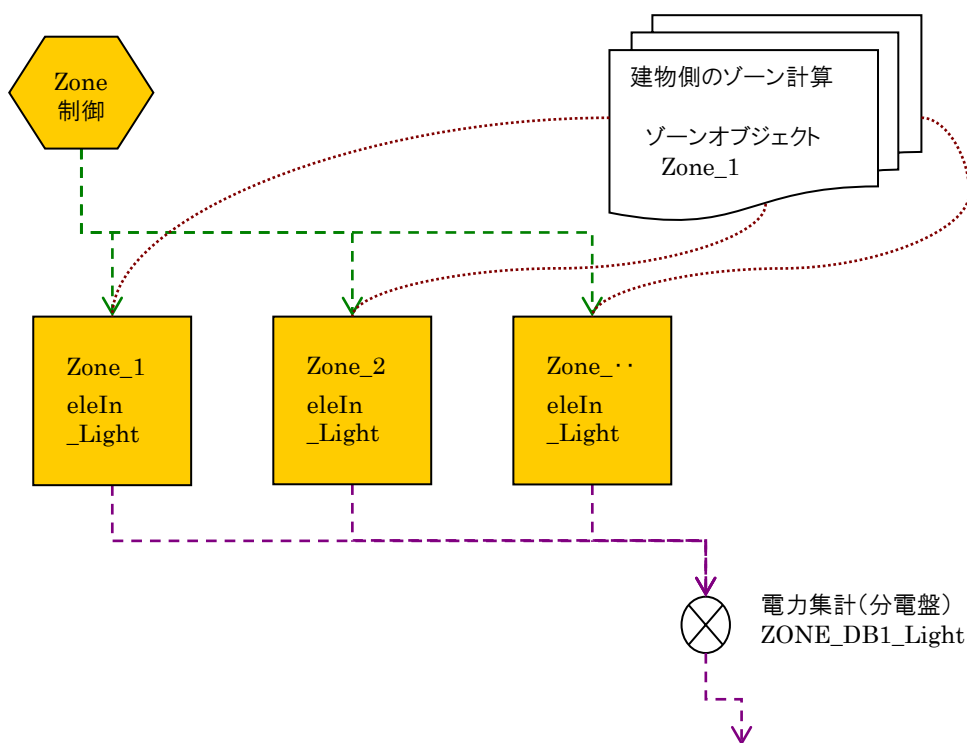 Zone
制御
建物側のゾーン計算
ゾーンオブジェクト
Zone_1
Zone_1
eleIn
_Light
Zone_2
eleIn
_Light
Zone_‥
eleIn
_Light
電力集計(分電盤)
ZONE_DB1_Light